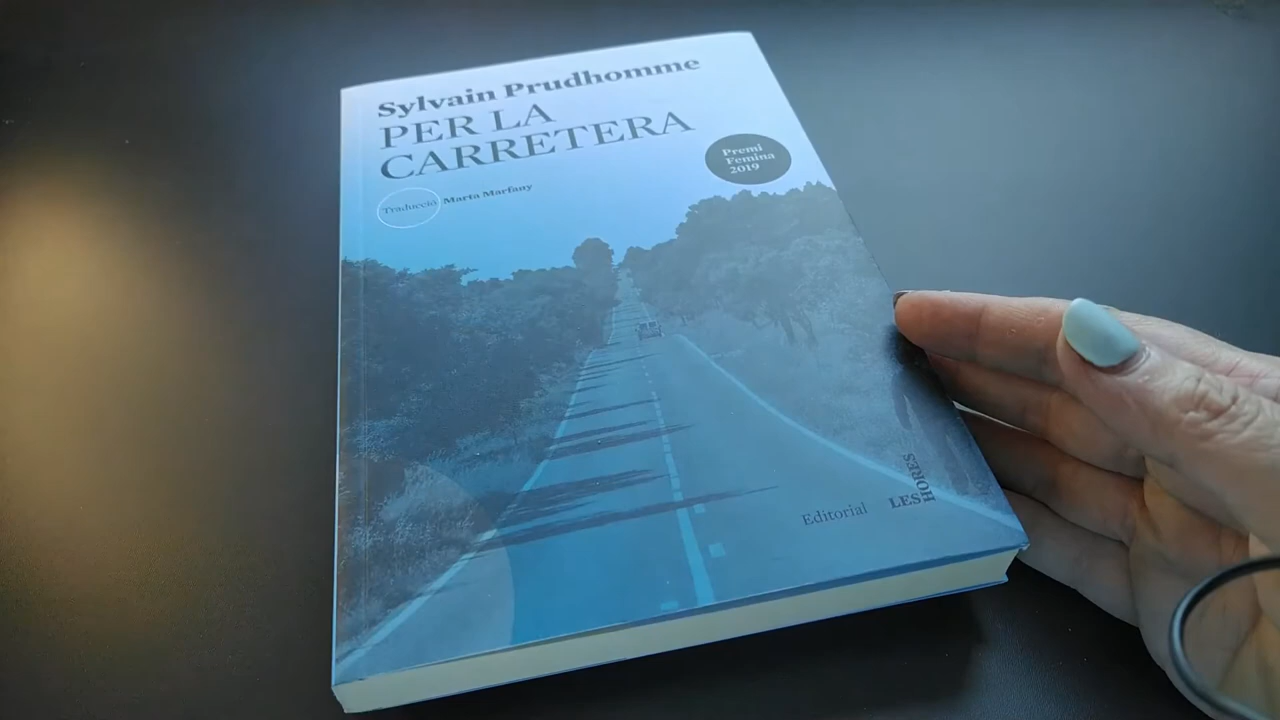 Sylvain Prudhomme
PER LA
CARRETERA
Premi
Femina
2019
Traducció Marta Marfany
Editorial LES HORES